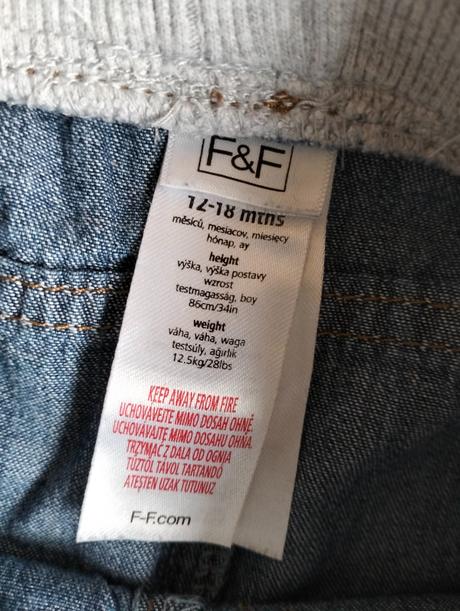 F&F
12-18 mths
měsíců, mesiacov, miesięcy
hónap, ay
height
výška, výška postavy
wzrost
testmagasság, boy
86cm/34in
weight
váha, váha, waga
testsúly, ağırlık
12.5kg/28lbs
KEEP AWAY FROM FIRE
UCHOVÁVEJTE MIMO DOSAH OHNĚ.
UCHOVÁVAJTE MIMO DOSAHU OHŇA.
TRZYMAĆ Z DALA OD OGNIA
TŰZTŐL TÁVOL TARTANDÓ
ATEŞTEN UZAK TUTUNUZ
F-F.com